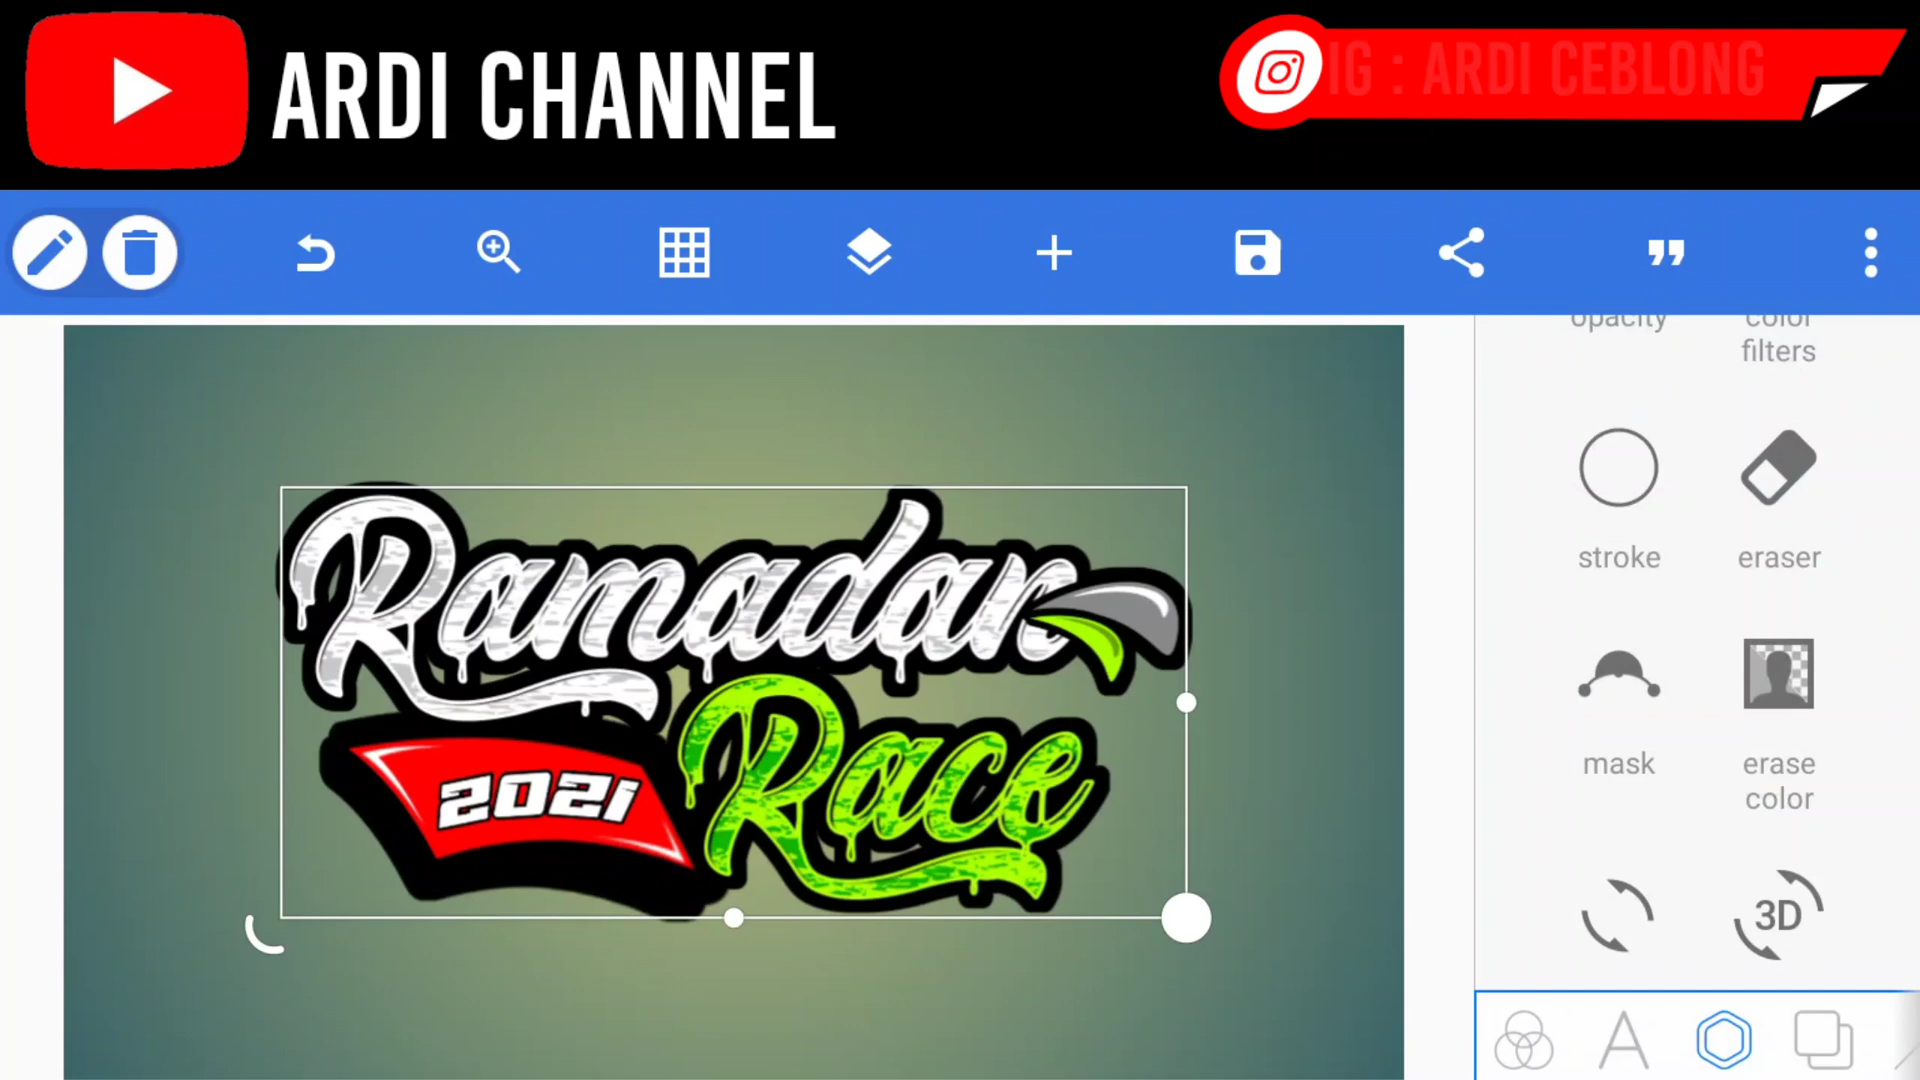 ARDI CHANNEL
IG : ARDI CEBLONG
opacity
color
filters
stroke
eraser
mask
erase
color
3D
Ramadan
Race
2021